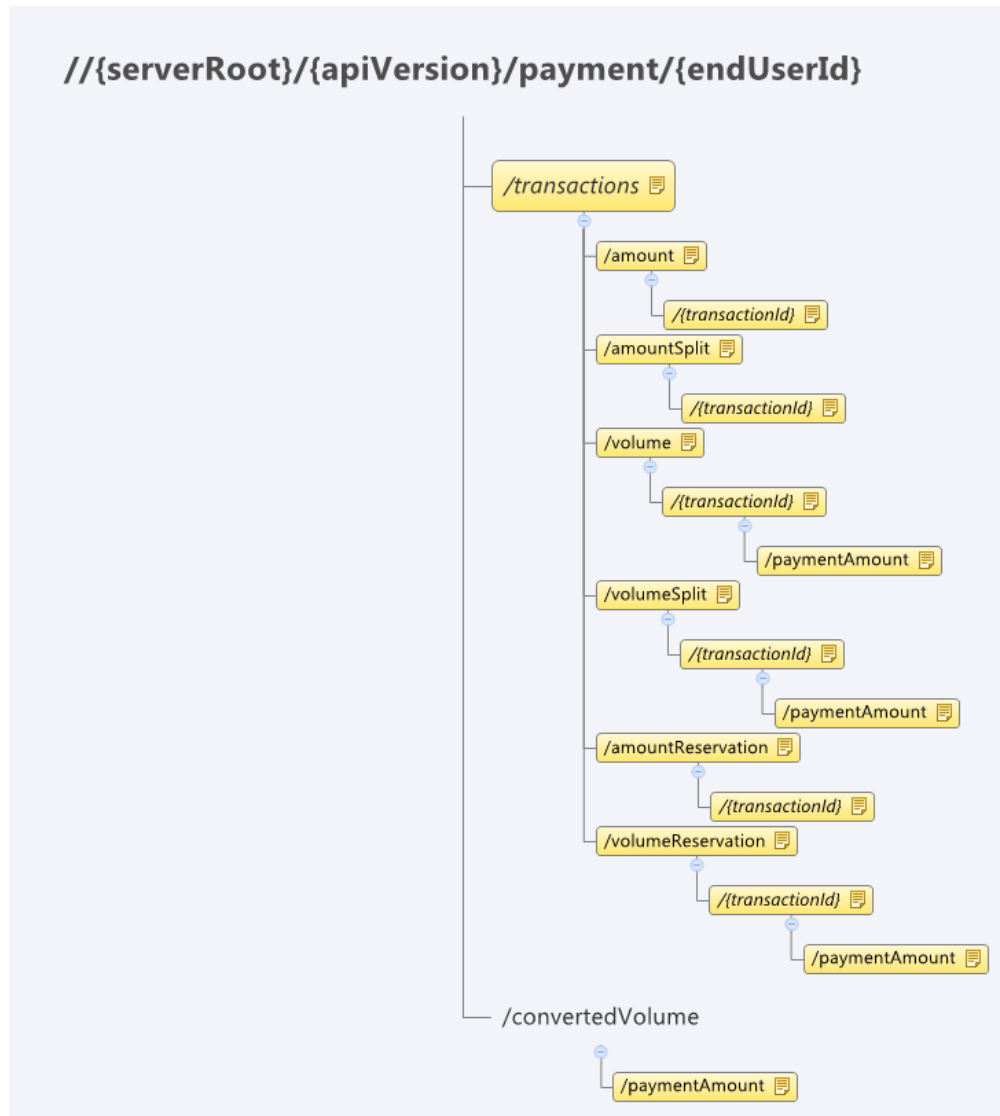 //{serverRoot}/{apiVersion}/payment/{endUserId}
/transactions
/amount
/{transactionId}
/amountSplit
/{transactionId}
/volume
/{transactionId}
/paymentAmount
/volumeSplit
/{transactionId}
/paymentAmount
/amountReservation
/{transactionId}
/volumeReservation
/{transactionId}
/paymentAmount
/convertedVolume
/paymentAmount